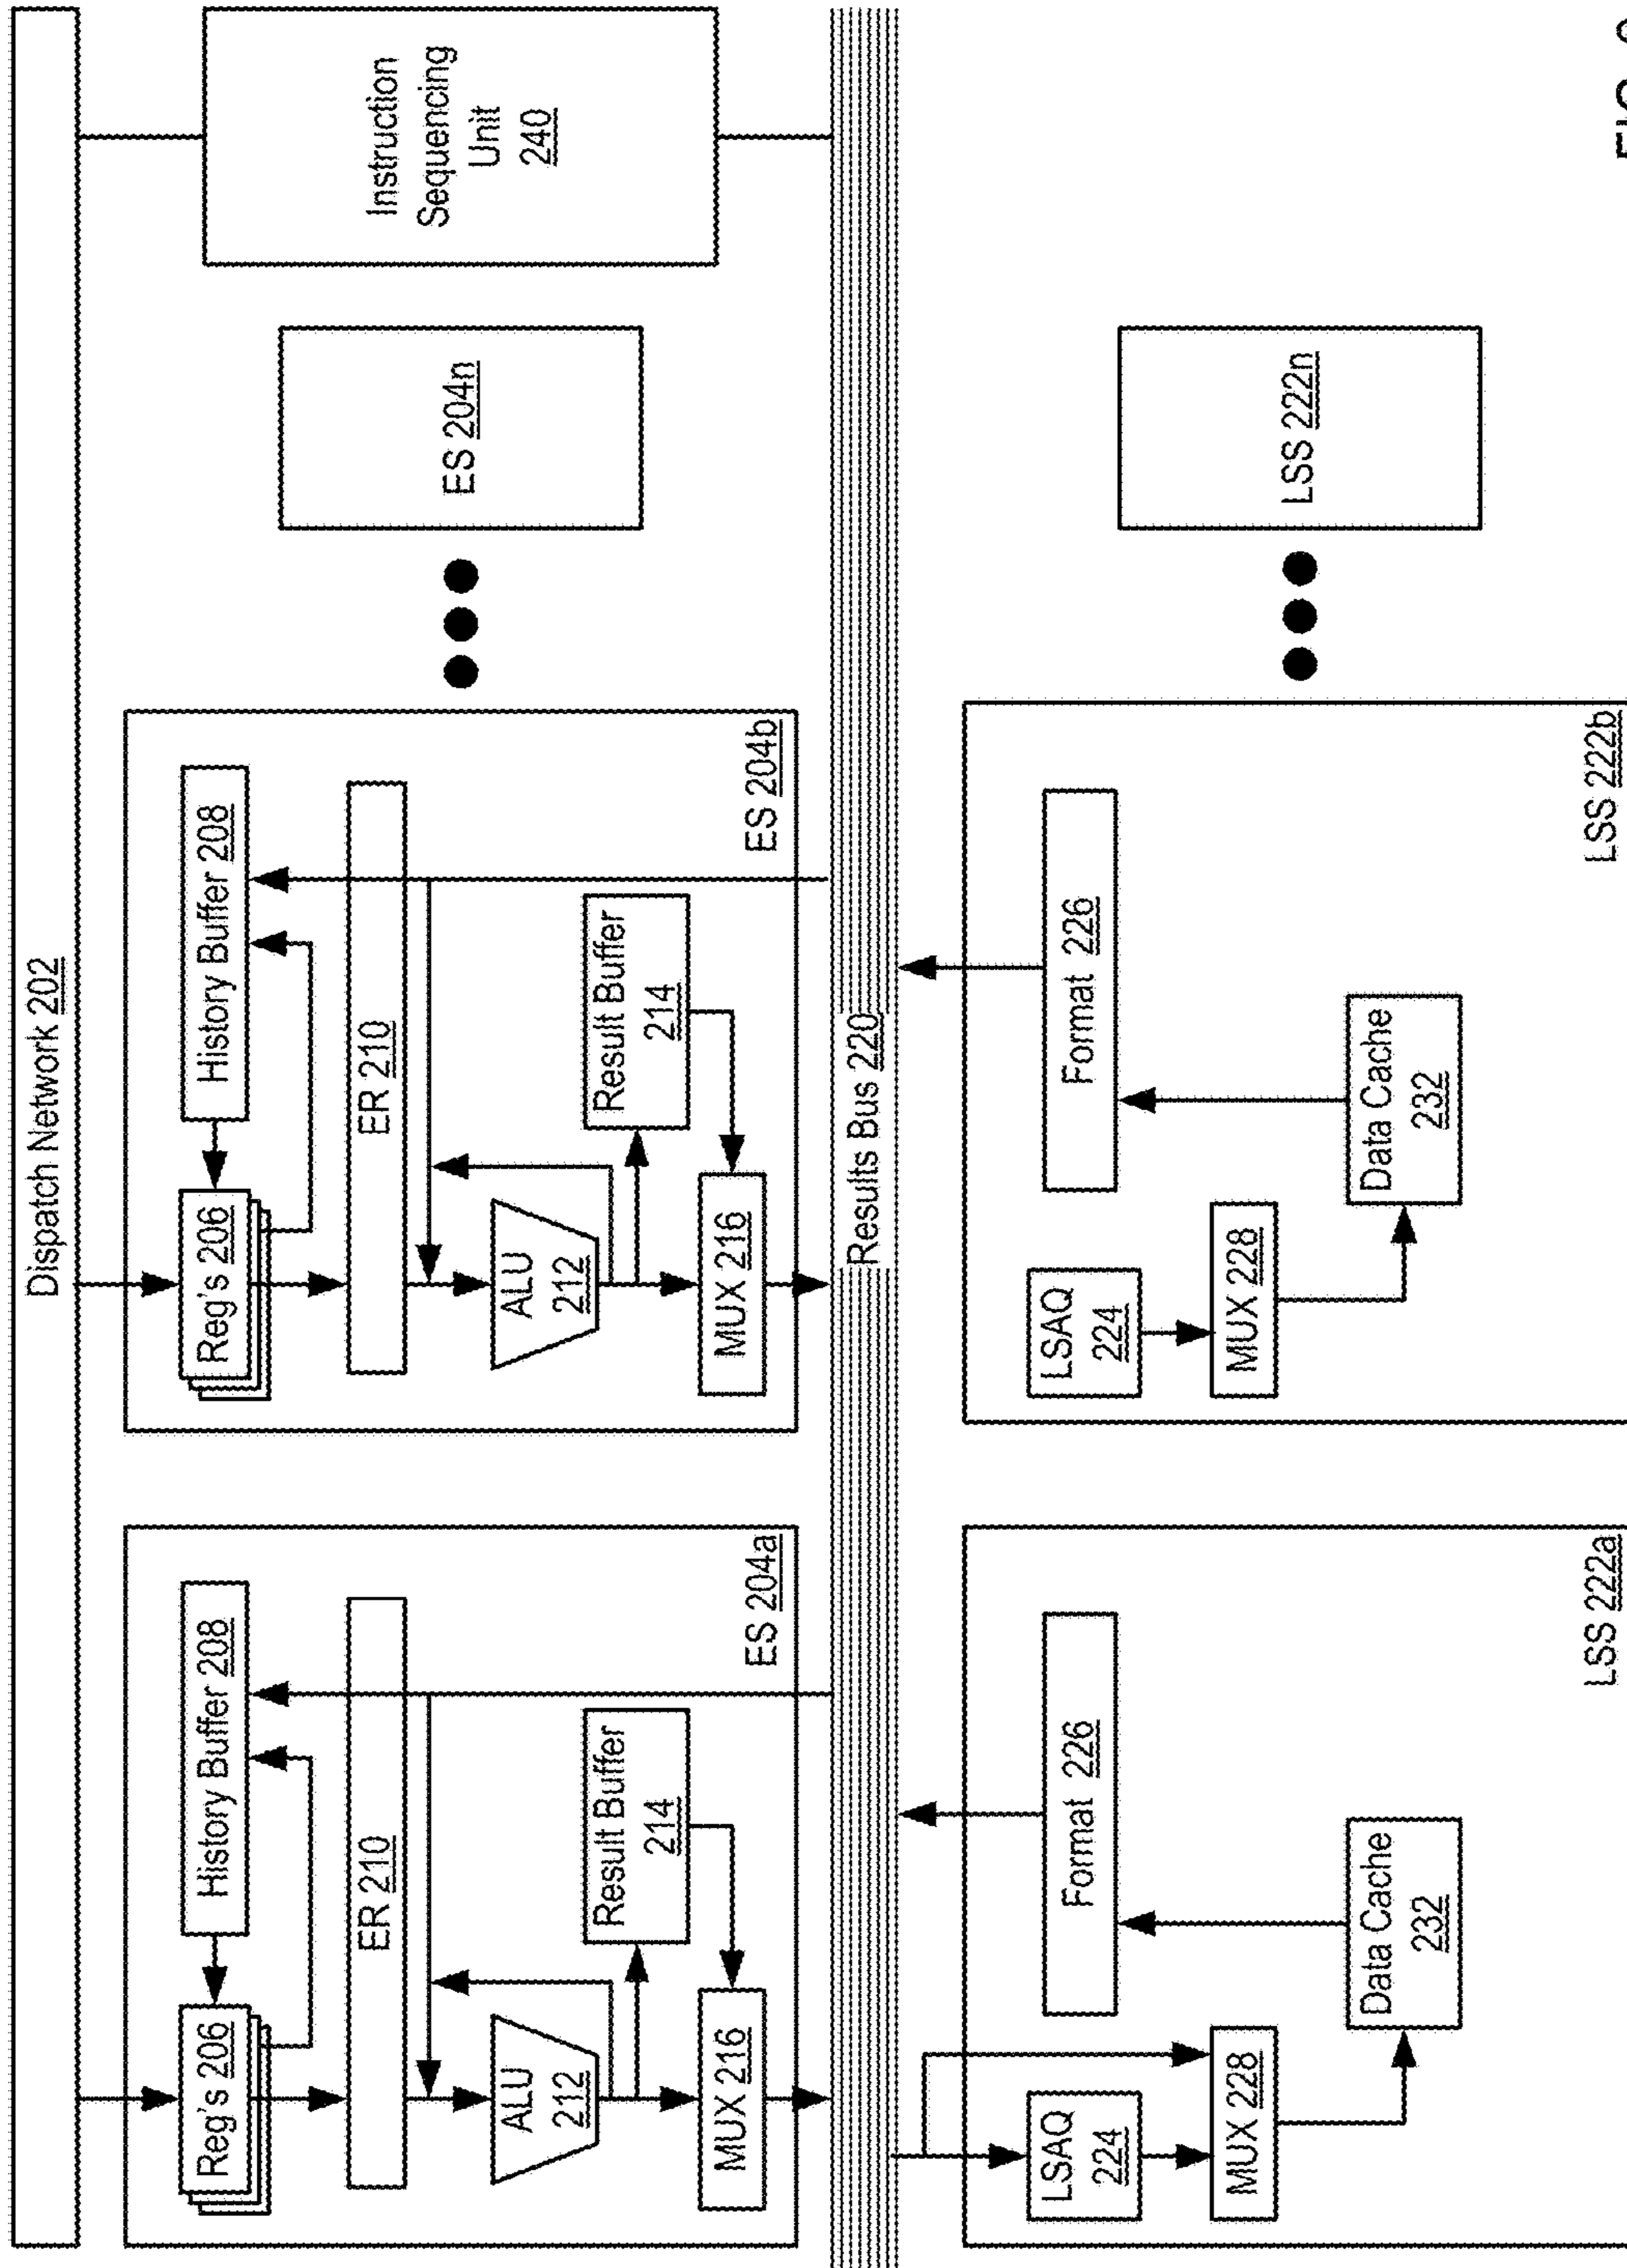 Dispatch Network 202
Reg's 206
History Buffer 208
ER 210
ALU
212
Result Buffer
214
MUX 216
ES 204a
Reg's 206
History Buffer 208
ER 210
ALU
212
Result Buffer
214
MUX 216
ES 204b
ES 204n
Instruction
Sequencing
Unit
240
Results Bus 220
LSAQ
224
MUX 228
Format 226
Data Cache
232
LSS 222a
LSAQ
224
MUX 228
Format 226
Data Cache
232
LSS 222b
LSS 222n
FIG.